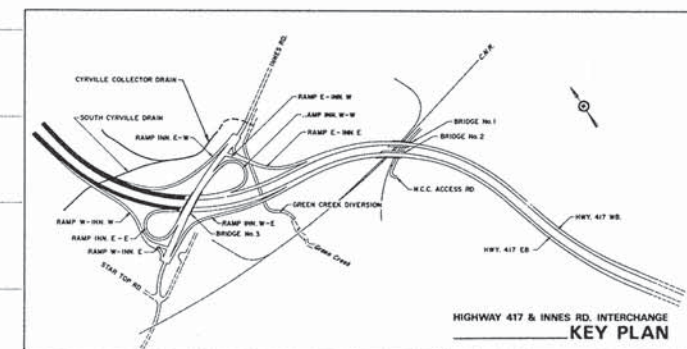 INNES RD.
C.N.R.
CYRVILLE COLLECTOR DRAIN
RAMP E-INN. W
SOUTH CYRVILLE DRAIN
AMP INN. W-W
RAMP INN. E-W
RAMP E-INN. E
BRIDGE No. 1
BRIDGE No. 2
N.C.C. ACCESS RD.
RAMP W-INN. W
GREEN CREEK DIVERSION
RAMP INN. W-E
HWY. 417 WB.
RAMP INN. E-E
BRIDGE No. 3
Green Creek
RAMP W-INN. E
HWY. 417 EB
STAR TOP RD.
HIGHWAY 417 & INNES RD. INTERCHANGE
KEY PLAN